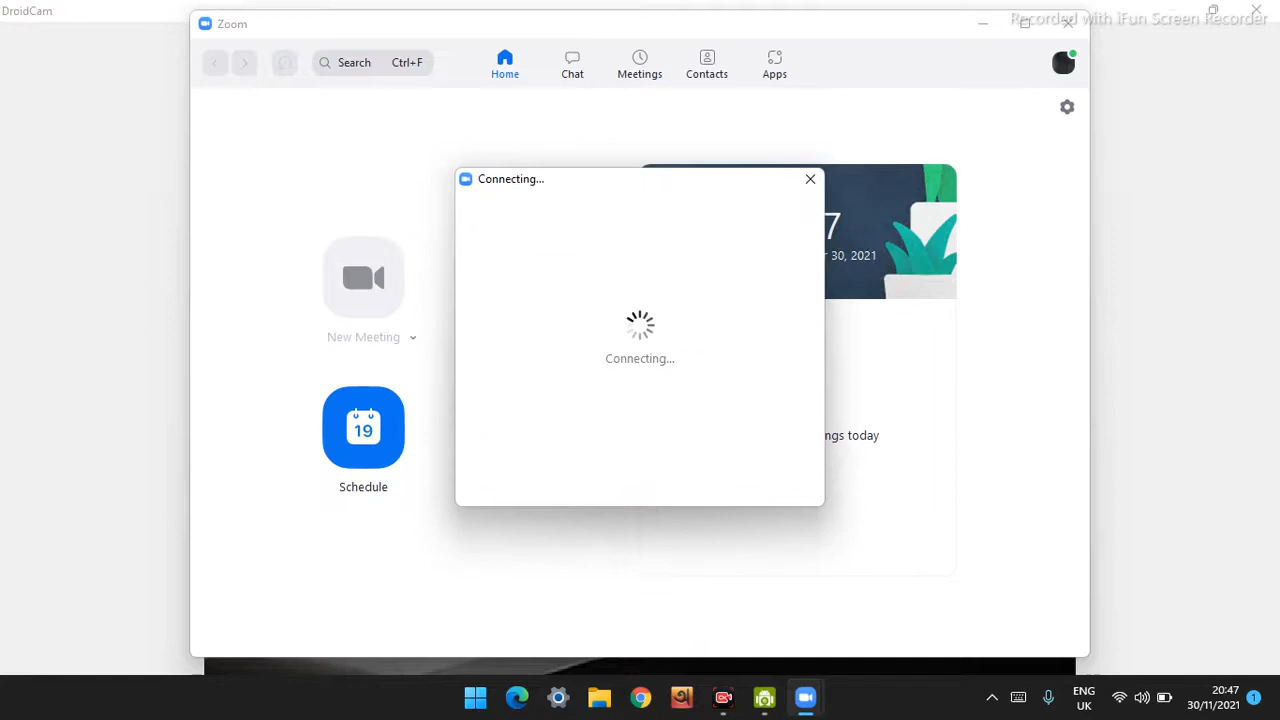 DroidCam
Recorded with iFun Screen Recorder
Zoom
Search Ctrl+F
Home
Chat
Meetings
Contacts
Apps
Connecting...
7
r 30, 2021
New Meeting
Connecting...
19
Schedule
ngs today
ENG
UK
20:47
30/11/2021
1